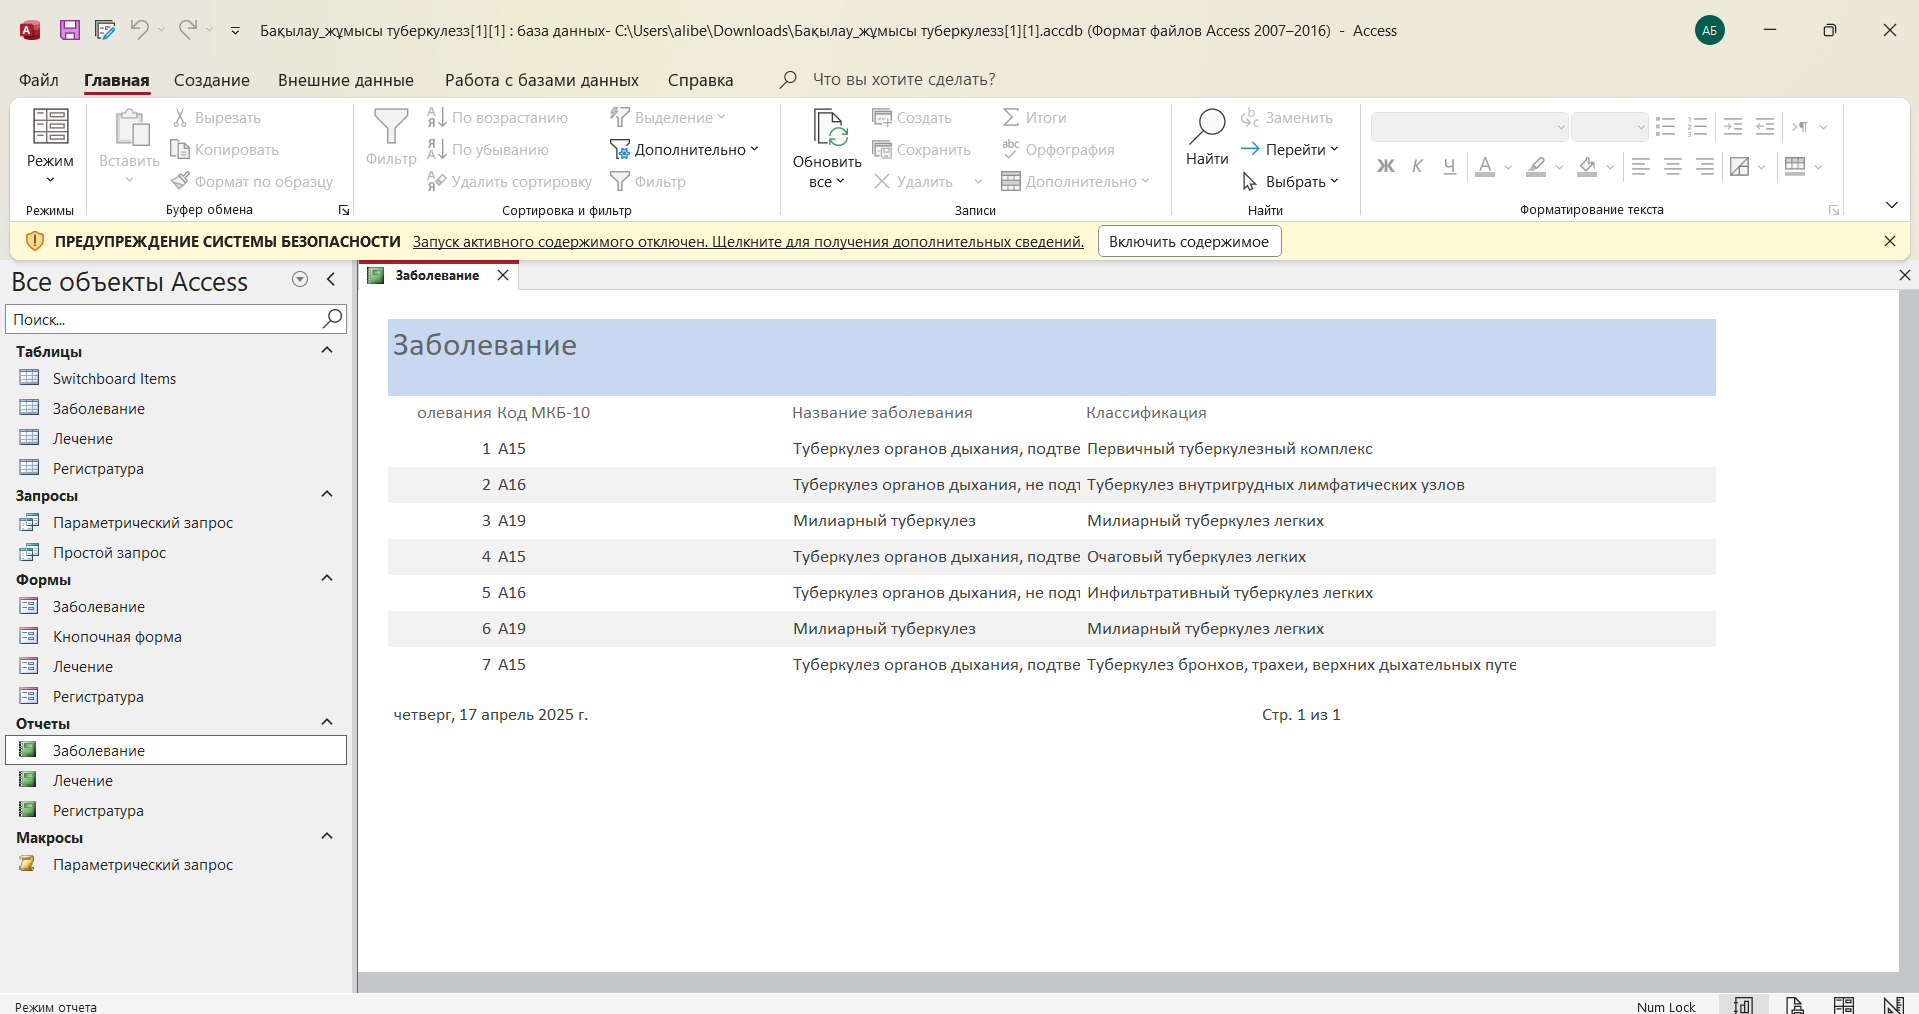 Бақылау_жұмысы туберкулезз[1][1] : база данных- C:\Users\alibe\Downloads\Бақылау_жұмысы туберкулезз[1][1].accdb (Формат файлов Access 2007–2016) - Access
АБ
Файл Главная Создание Внешние данные Работа с базами данных Справка Что вы хотите сделать?
Режим
Режимы
Вставить
Вырезать
Копировать
Формат по образцу
Буфер обмена
Фильтр
По возрастанию
По убыванию
Удалить сортировку
Выделение
Дополнительно
Фильтр
Сортировка и фильтр
Обновить
все
Создать
Сохранить
Удалить
Итоги
Орфография
Дополнительно
Записи
Найти
Заменить
Перейти
Выбрать
Найти
Ж К Ч А
Форматирование текста
ПРЕДУПРЕЖДЕНИЕ СИСТЕМЫ БЕЗОПАСНОСТИ Запуск активного содержимого отключен. Щелкните для получения дополнительных сведений. Включить содержимое
Все объекты Access
Поиск...
Таблицы
Switchboard Items
Заболевание
Лечение
Регистратура
Запросы
Параметрический запрос
Простой запрос
Формы
Заболевание
Кнопочная форма
Лечение
Регистратура
Отчеты
Заболевание
Лечение
Регистратура
Макросы
Параметрический запрос
Заболевание
Заболевание
олевания Код МКБ-10 Название заболевания Классификация
1 A15 Туберкулез органов дыхания, подтве Первичный туберкулезный комплекс
2 A16 Туберкулез органов дыхания, не подт Туберкулез внутригрудных лимфатических узлов
3 A19 Милиарный туберкулез Милиарный туберкулез легких
4 A15 Туберкулез органов дыхания, подтве Очаговый туберкулез легких
5 A16 Туберкулез органов дыхания, не подт Инфильтративный туберкулез легких
6 A19 Милиарный туберкулез Милиарный туберкулез легких
7 A15 Туберкулез органов дыхания, подтве Туберкулез бронхов, трахеи, верхних дыхательных путе
четверг, 17 апрель 2025 г. Стр. 1 из 1
Режим отчета Num Lock